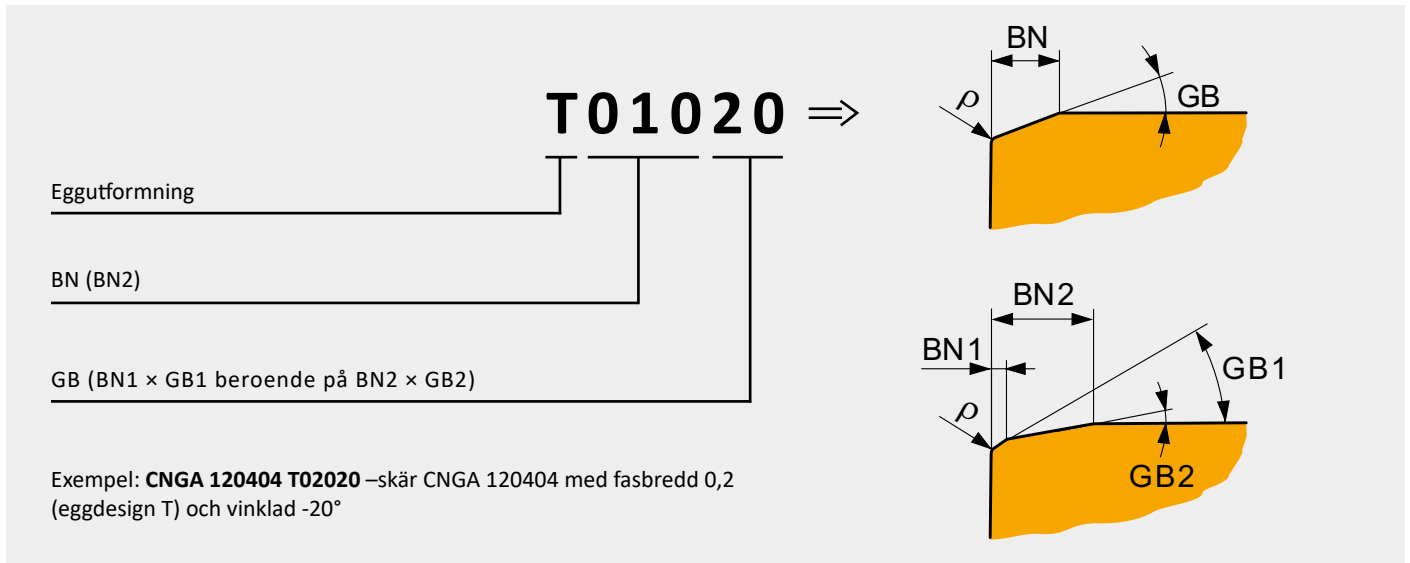 T01020 ⇒
Eggutformning
BN (BN2)
GB (BN1 × GB1 beroende på BN2 × GB2)
Exempel: CNGA 120404 T02020 –skär CNGA 120404 med fasbredd 0,2
(eggdesign T) och vinklad -20°
BN
ρ
GB
BN2
BN1
GB1
ρ
GB2